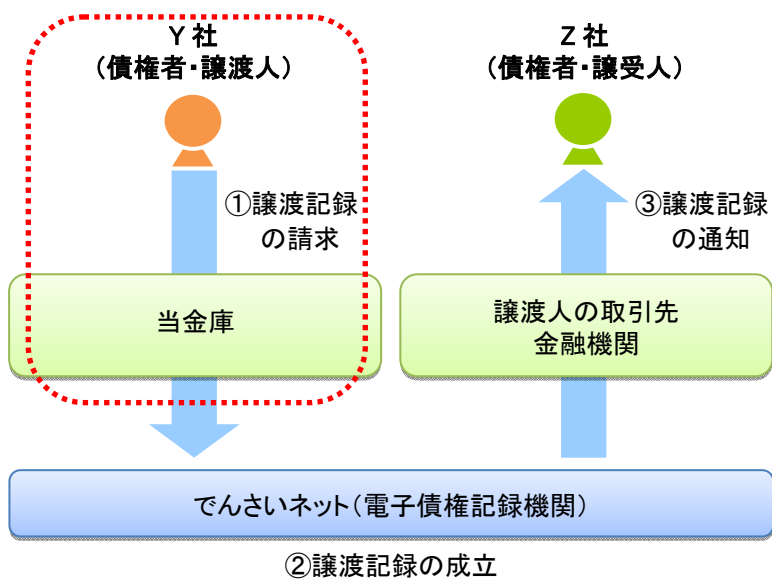 Y 社
(債権者・譲渡人)
Z 社
(債権者・譲受人)
①譲渡記録
の請求
③譲渡記録
の通知
当金庫
譲渡人の取引先
金融機関
でんさいネット(電子債権記録機関)
②譲渡記録の成立